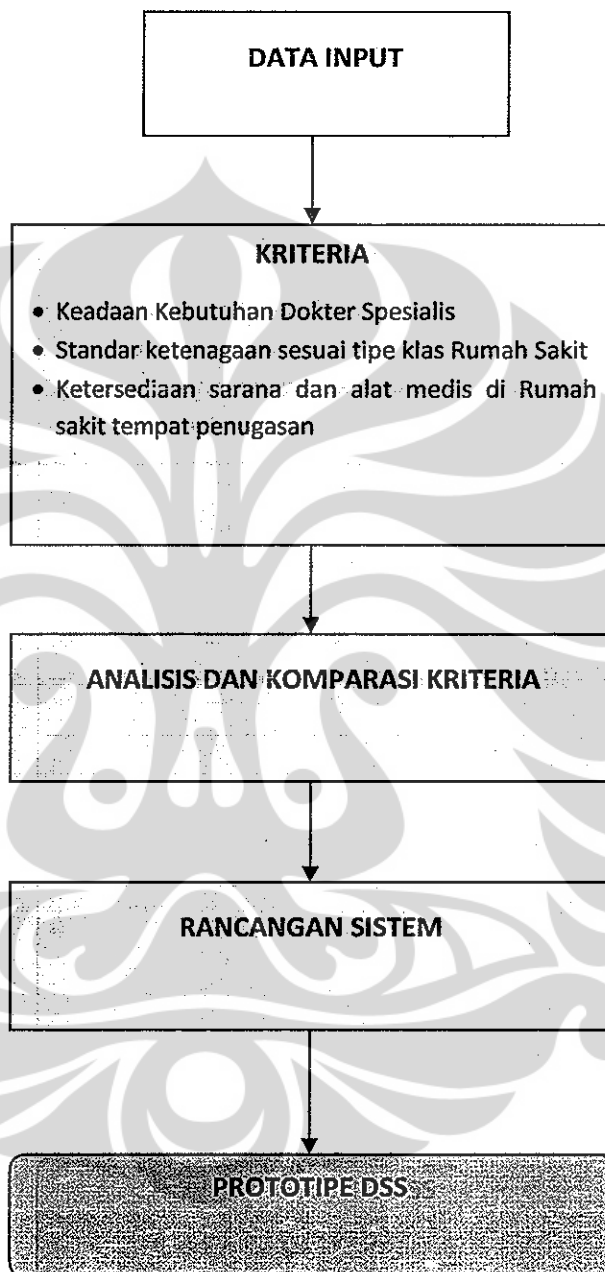 DATA INPUT
KRITERIA
• Keadaan Kebutuhan Dokter Spesialis
• Standar ketenagaan sesuai tipe klas Rumah Sakit
• Ketersediaan sarana dan alat medis di Rumah
sakit tempat penugasan
ANALISIS DAN KOMPARASI KRITERIA
RANCANGAN SISTEM
PROTOTIPE DSS